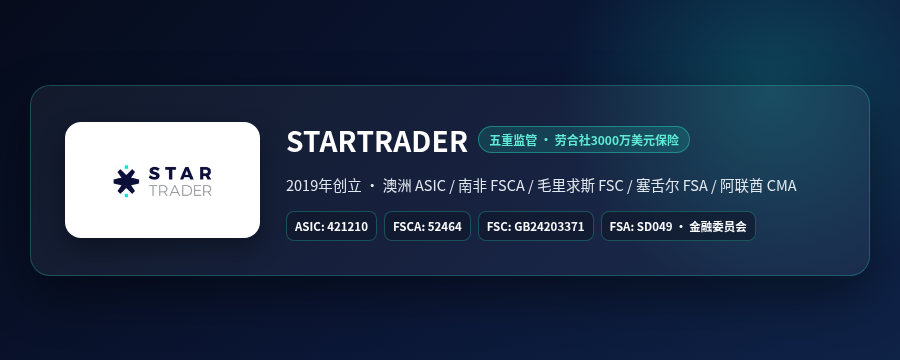 STAR
TRADER
STARTRADER
五重监管 · 劳合社3000万美元保险
2019年创立 · 澳洲 ASIC / 南非 FSCA / 毛里求斯 FSC / 塞舌尔 FSA / 阿联酋 CMA
ASIC: 421210
FSCA: 52464
FSC: GB24203371
FSA: SD049 · 金融委员会